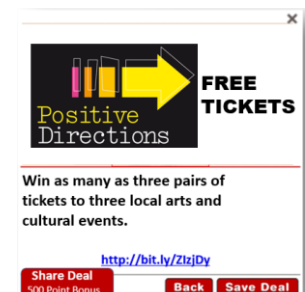 FREE
TICKETS
Positive
Directions
Win as many as three pairs of
tickets to three local arts and
cultural events.
http://bit.ly/ZIzjDy
Share Deal
500 Point Bonus
Back
Save Deal